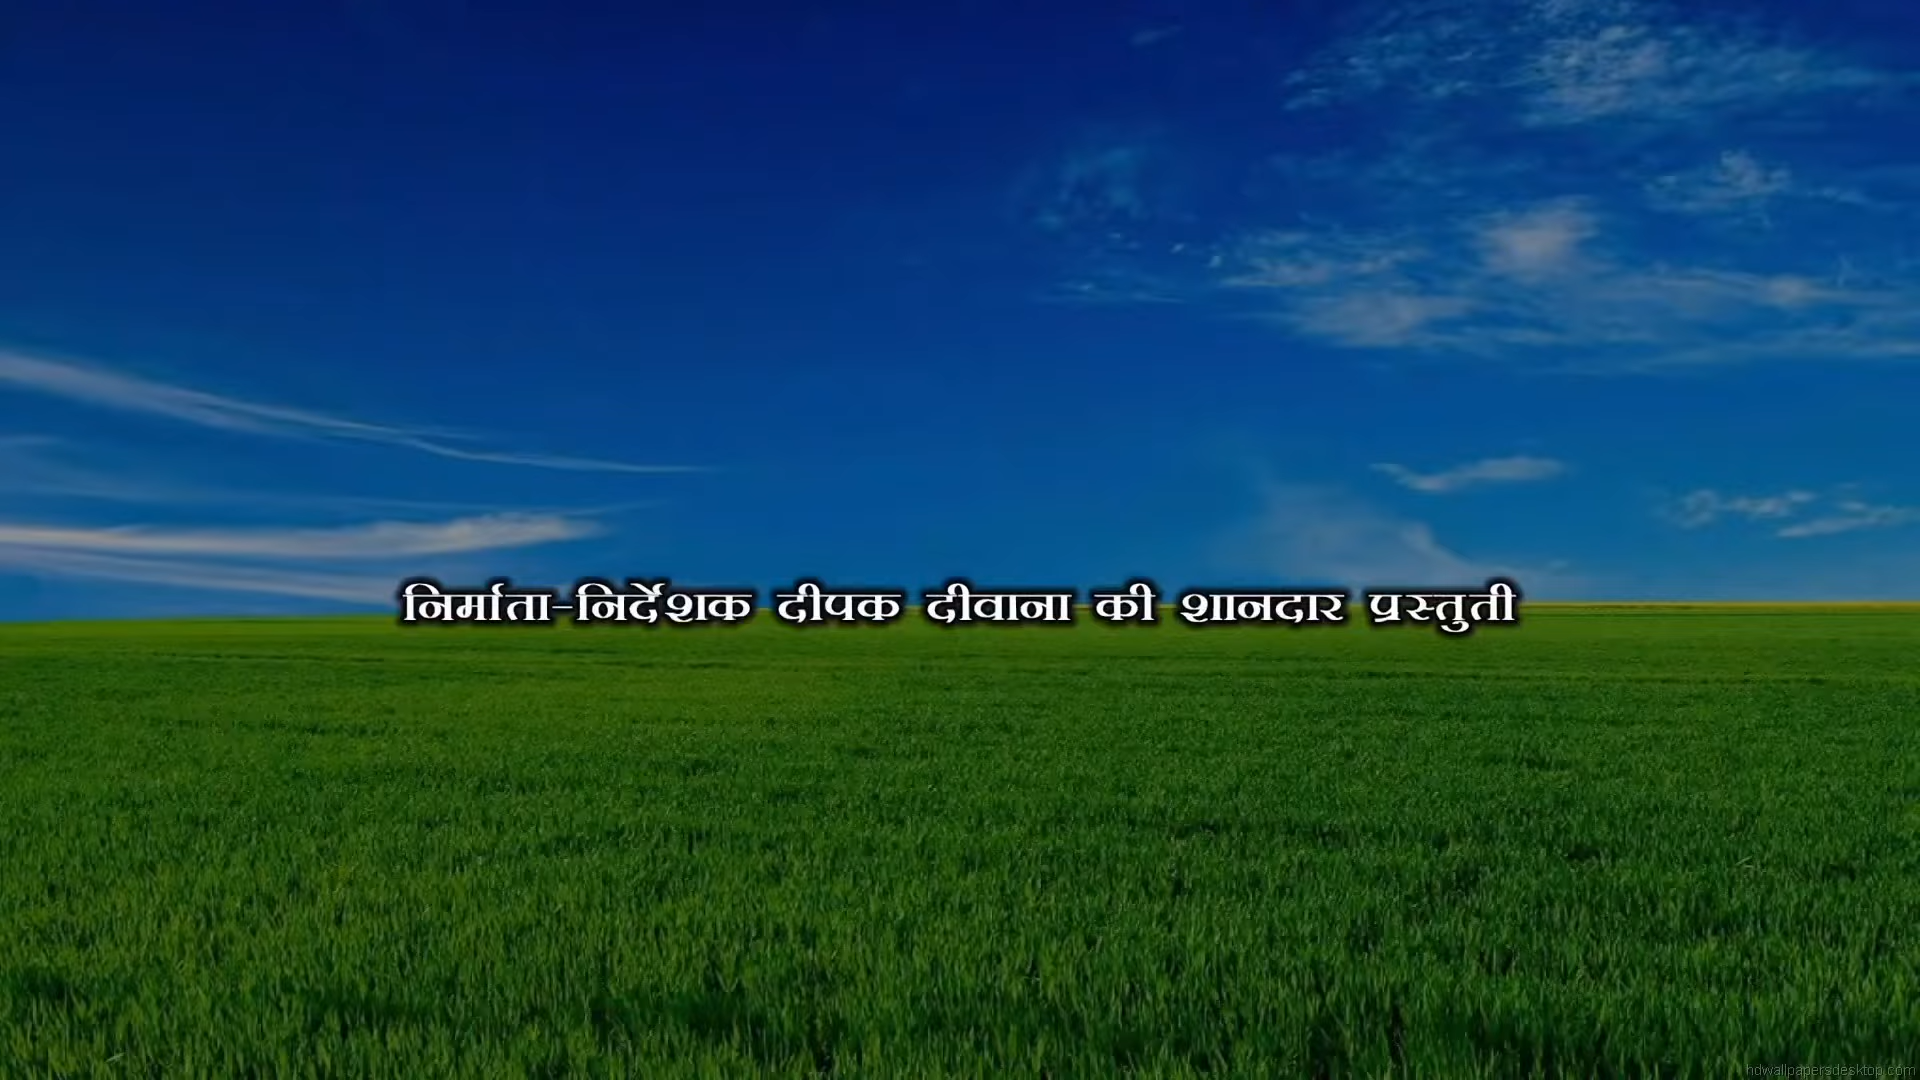 निर्माता-निर्देशक दीपक दीवाना की शानदार प्रस्तुती
hdwallpapersdesktop.com